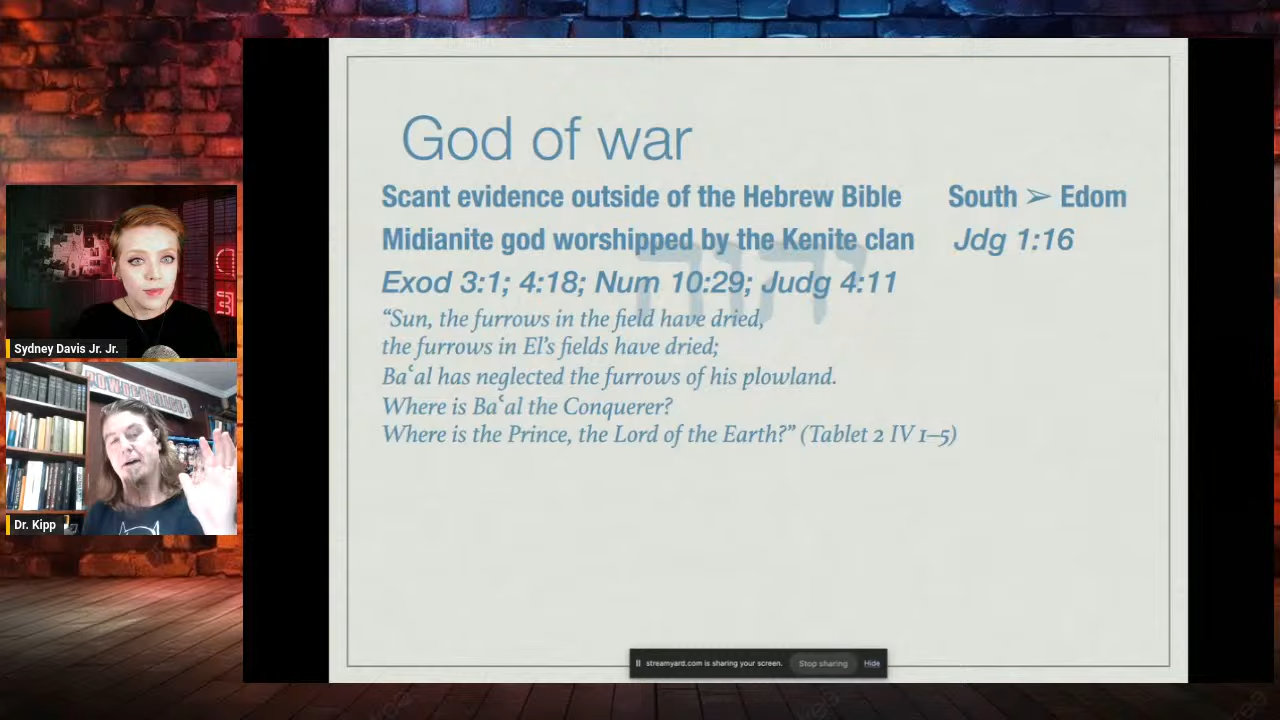 God of war
Scant evidence outside of the Hebrew Bible South ➢ Edom
Midianite god worshipped by the Kenite clan Jdg 1:16
Exod 3:1; 4:18; Num 10:29; Judg 4:11
יהוה
“Sun, the furrows in the field have dried,
the furrows in El’s fields have dried;
Baʿal has neglected the furrows of his plowland.
Where is Baʿal the Conquerer?
Where is the Prince, the Lord of the Earth?” (Tablet 2 IV 1–5)
Sydney Davis Jr. Jr.
Dr. Kipp
streamyard.com is sharing your screen. Stop sharing Hide